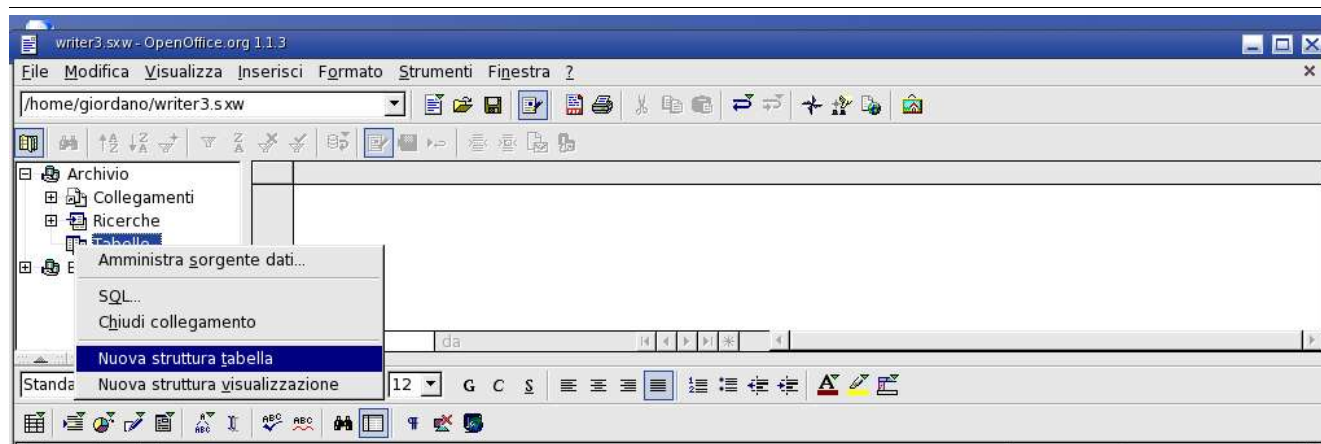 writer3.sxw - OpenOffice.org 1.1.3
File Modifica Visualizza Inserisci Formato Strumenti Finestra ?
/home/giordano/writer3.sxw
Archivio
Collegamenti
Ricerche
Tabelle
E
Amministra sorgente dati...
SQL...
Chiudi collegamento
da
Nuova struttura tabella
Standa Nuova struttura visualizzazione 12 G C S